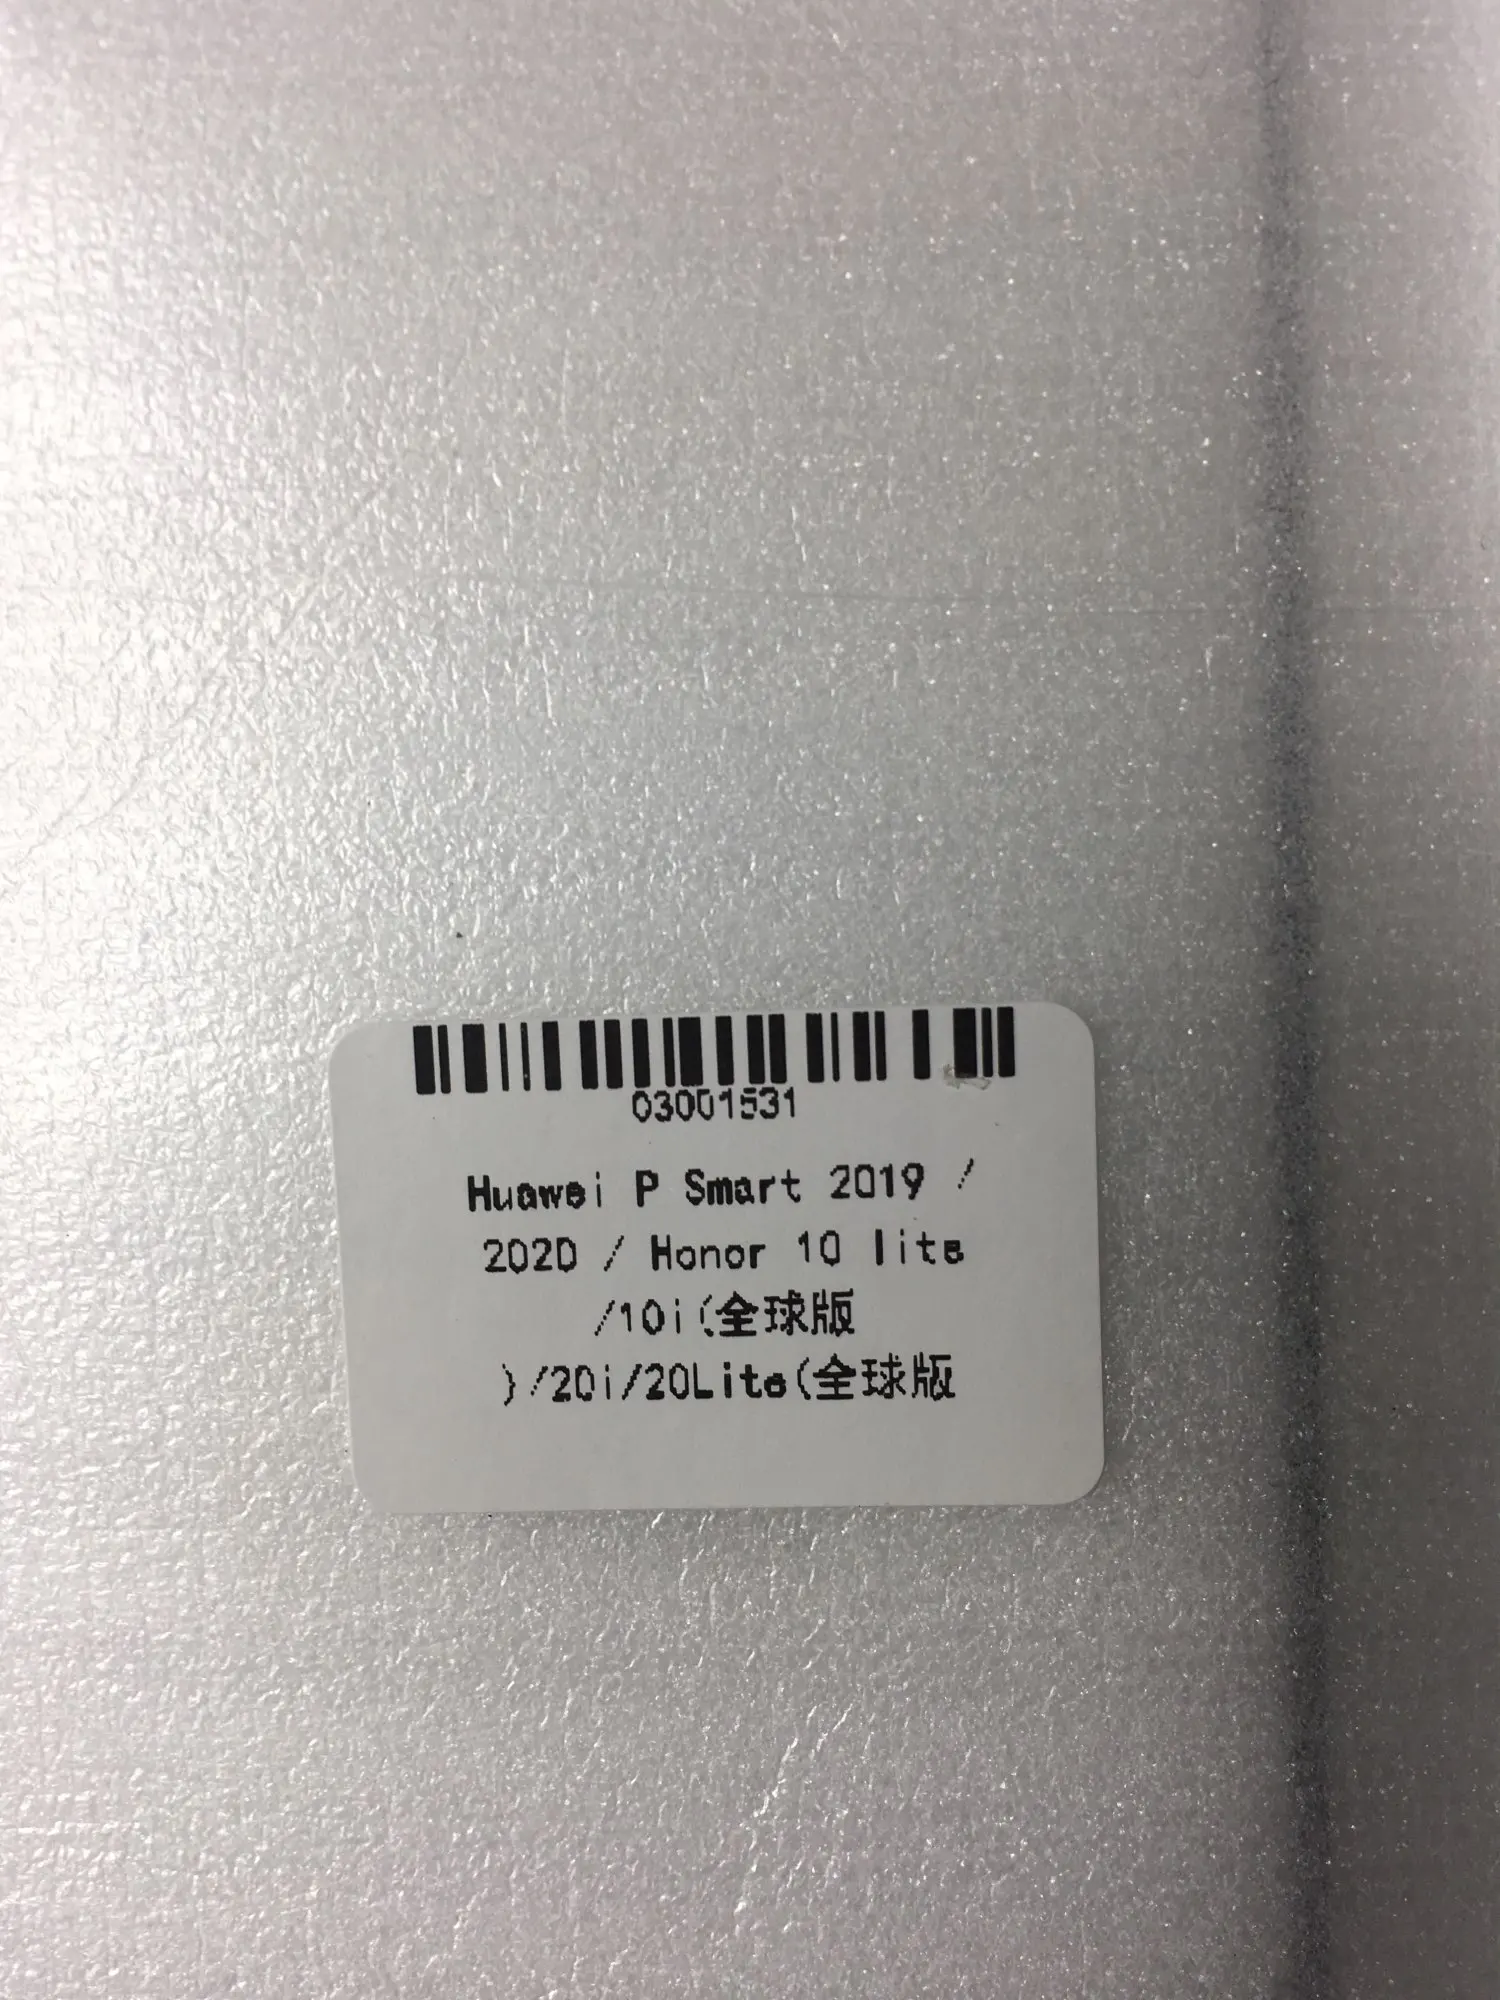 03001531
Huawei P Smart 2019 /
2020 / Honor 10 lite
/10i(全球版
)/20i/20Lite(全球版